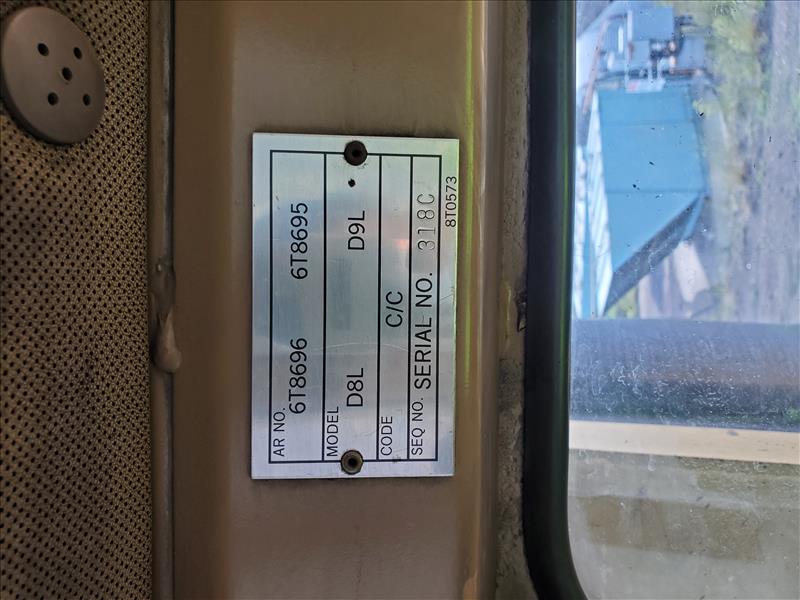 AR NO.
6T8696 6T8695
MODEL
D8L D9L
CODE
C/C
SEQ NO. SERIAL NO. 318C
8T0573